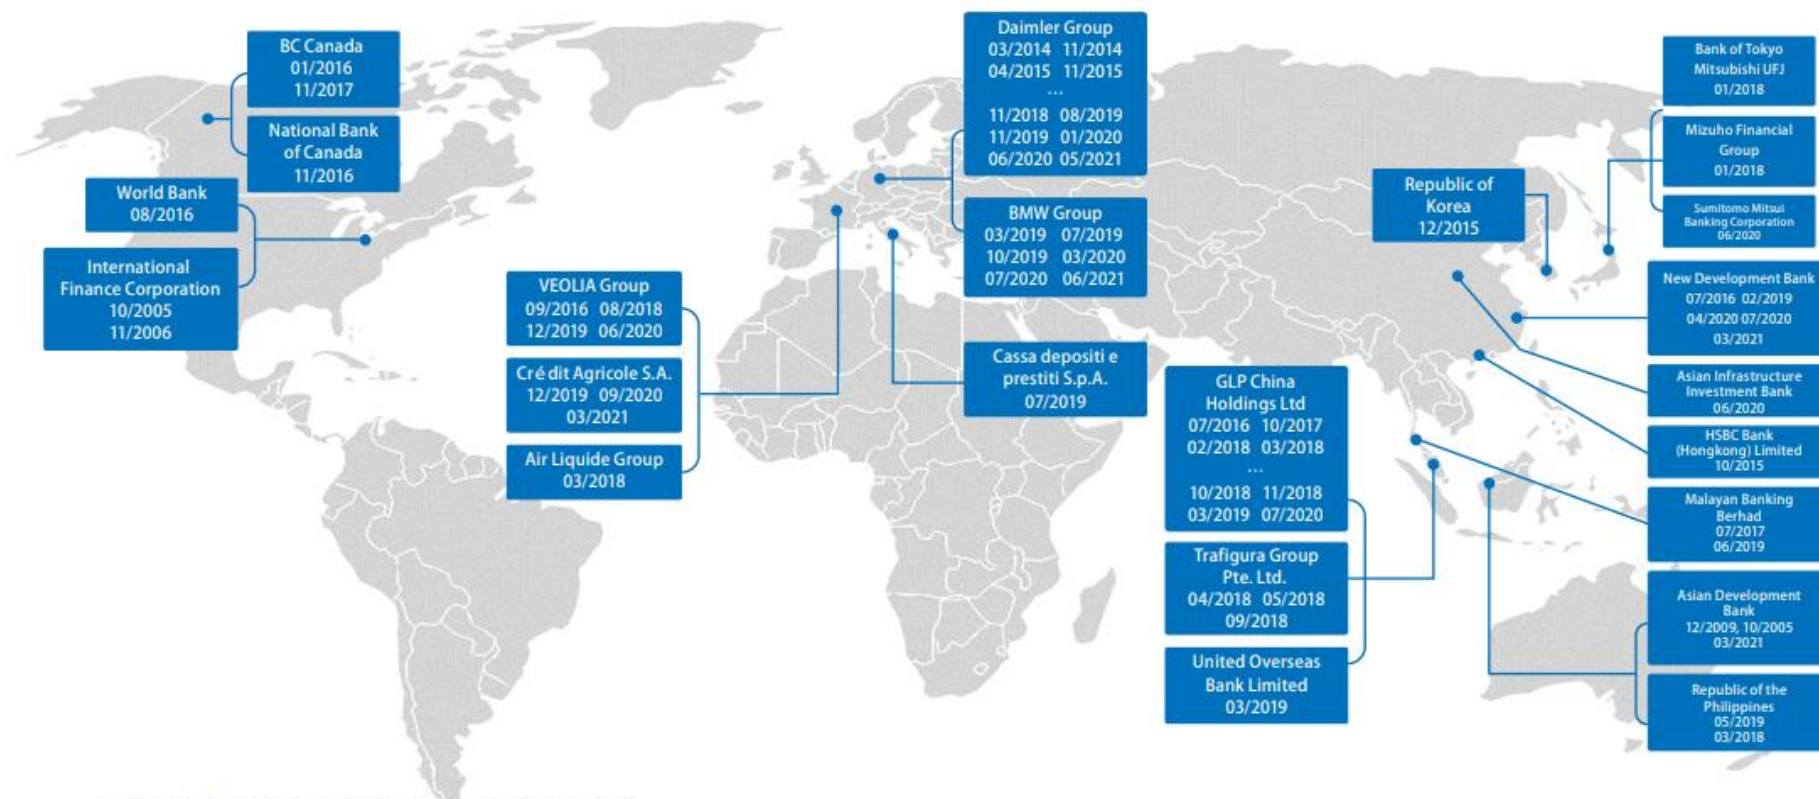 BC Canada
01/2016
11/2017
National Bank
of Canada
11/2016
World Bank
08/2016
International
Finance Corporation
10/2005
11/2006
VEOLIA Group
09/2016 08/2018
12/2019 06/2020
Cré dit Agricole S.A.
12/2019 09/2020
03/2021
Air Liquide Group
03/2018
Daimler Group
03/2014 11/2014
04/2015 11/2015
...
11/2018 08/2019
11/2019 01/2020
06/2020 05/2021
BMW Group
03/2019 07/2019
10/2019 03/2020
07/2020 06/2021
Cassa depositi e
prestiti S.p.A.
07/2019
GLP China
Holdings Ltd
07/2016 10/2017
02/2018 03/2018
...
10/2018 11/2018
03/2019 07/2020
Trafigura Group
Pte. Ltd.
04/2018 05/2018
09/2018
United Overseas
Bank Limited
03/2019
Republic of
Korea
12/2015
Bank of Tokyo
Mitsubishi UFJ
01/2018
Mizuho Financial
Group
01/2018
Sumitomo Mitsui
Banking Corporation
06/2020
New Development Bank
07/2016 02/2019
04/2020 07/2020
03/2021
Asian Infrastructure
Investment Bank
06/2020
HSBC Bank
(Hongkong) Limited
10/2015
Malayan Banking
Berhad
07/2017
06/2019
Asian Development
Bank
12/2009, 10/2005
03/2021
Republic of the
Philippines
05/2019
03/2018